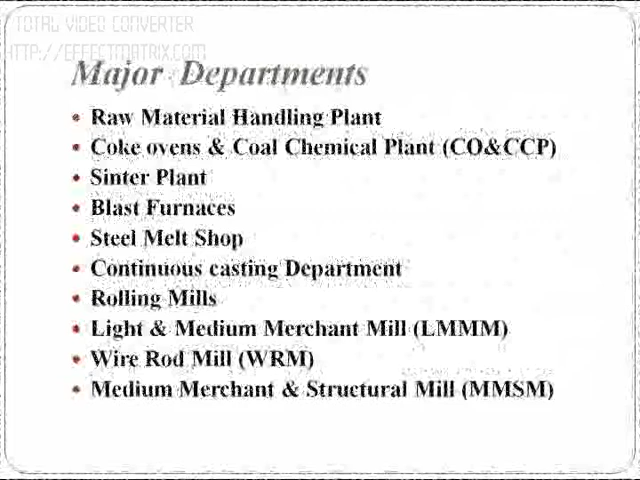 TOTAL VIDEO CONVERTER
HTTP://EFFECTMATRIX.COM
Major Departments
• Raw Material Handling Plant
• Coke ovens & Coal Chemical Plant (CO&CCP)
• Sinter Plant
• Blast Furnaces
• Steel Melt Shop
• Continuous casting Department
• Rolling Mills
• Light & Medium Merchant Mill (LMMM)
• Wire Rod Mill (WRM)
• Medium Merchant & Structural Mill (MMSM)